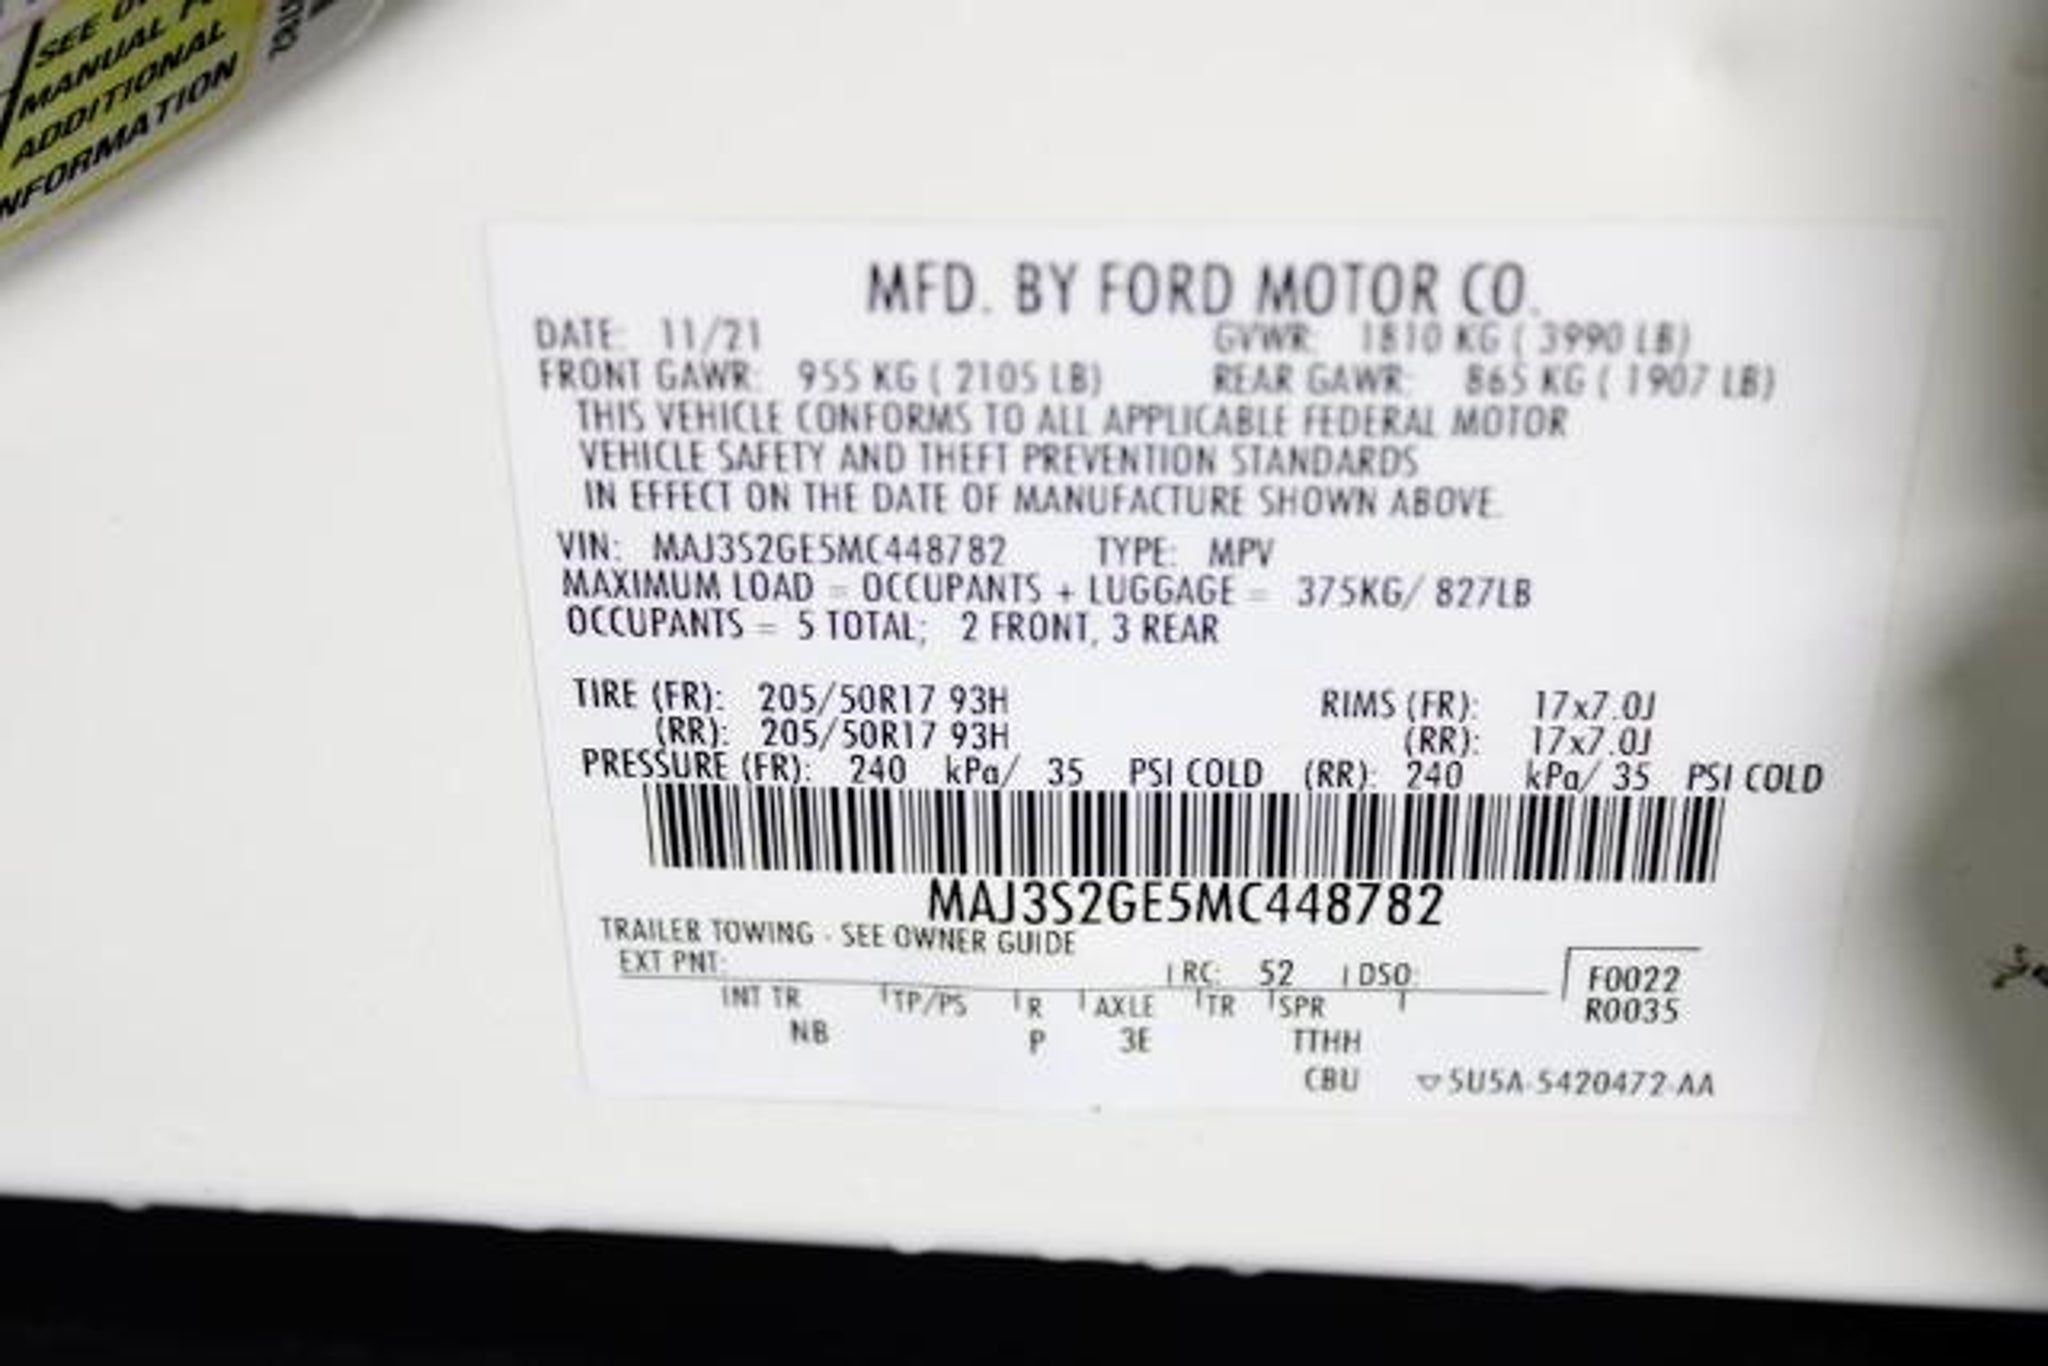 SEE
MANUAL
ADDITIONAL
NFORMATION
MFD. BY FORD MOTOR CO.
DATE: 11/21 GVWR: 1810 KG ( 3990 LB)
FRONT GAWR: 955 KG ( 2105 LB) REAR GAWR: 865 KG ( 1907 LB)
THIS VEHICLE CONFORMS TO ALL APPLICABLE FEDERAL MOTOR
VEHICLE SAFETY AND THEFT PREVENTION STANDARDS
IN EFFECT ON THE DATE OF MANUFACTURE SHOWN ABOVE.
VIN: MAJ3S2GE5MC448782 TYPE: MPV
MAXIMUM LOAD = OCCUPANTS + LUGGAGE = 375KG/ 827LB
OCCUPANTS = 5 TOTAL; 2 FRONT, 3 REAR
TIRE (FR): 205/50R17 93H RIMS (FR): 17x7.0J
(RR): 205/50R17 93H (RR): 17x7.0J
PRESSURE (FR): 240 kPa/ 35 PSI COLD (RR): 240 kPa/ 35 PSI COLD
MAJ3S2GE5MC448782
TRAILER TOWING - SEE OWNER GUIDE
EXT PNT: RC: 52 DSO: F0022
INT TR TP/PS R AXLE TR SPR R0035
NB P 3E TTHH
CBU ▽5U5A-5420472-AA